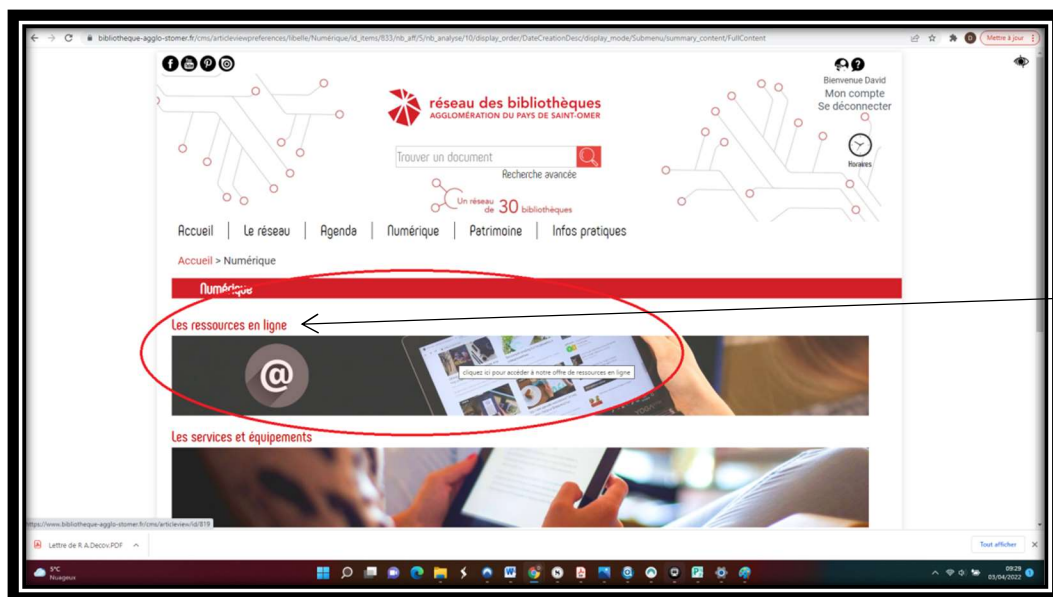 bibliotheque-agglo-stomer.fr/cms/articleviewpreferences/libelle/Numérique/id_items/833/nb_aff/5/nb_analyse/10/display_order/DateCreationDesc/display_mode/Submenu/summary_content/FullContent
D
Mettre à jour
réseau des bibliothèques
AGGLOMÉRATION DU PAYS DE SAINT-OMER
Bienvenue David
Mon compte
Se déconnecter
Horaires
Trouver un document
Recherche avancée
Un réseau
de 30 bibliothèques
Accueil | Le réseau | Agenda | Numérique | Patrimoine | Infos pratiques
Accueil > Numérique
Numérique
Les ressources en ligne
@
cliquez ici pour accéder à notre offre de ressources en ligne
Les services et équipements
https://www.bibliotheque-agglo-stomer.fr/cms/articleview/id/819
Lettre de R.A.Decov.PDF
Tout afficher
5°C
Nuageux
09:29
03/04/2022